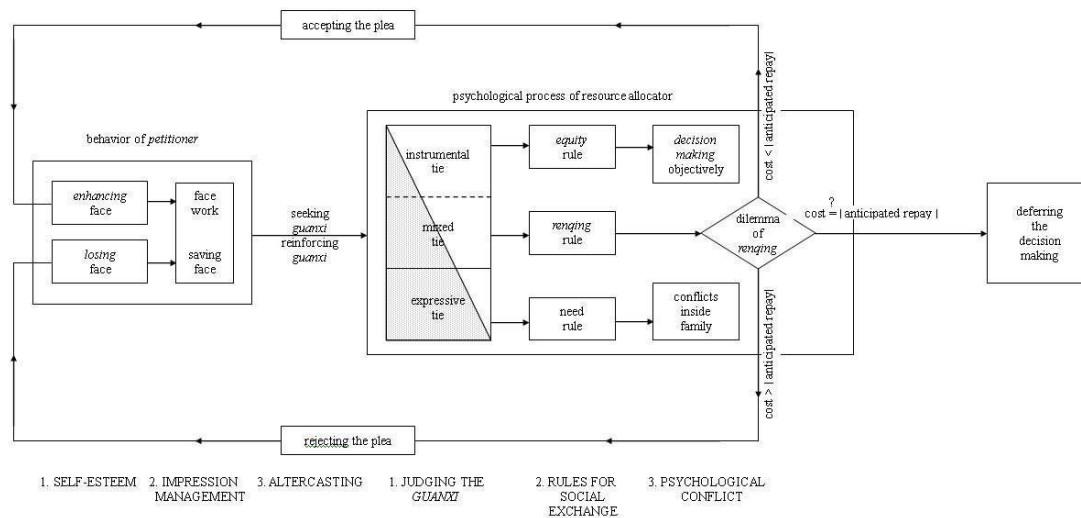 accepting the plea
psychological process of resource allocator
behavior of petitioner
enhancing
face
losing
face
face
work
saving
face
seeking
guanxi
reinforcing
guanxi
instrumental
tie
mixed
tie
expressive
tie
equity
rule
renqing
rule
need
rule
decision
making
objectively
conflicts
inside
family
cost < | anticipated repay|
dilemma
of
renqing
cost > | anticipated repay|
?
cost = | anticipated repay |
deferring
the
decision
making
rejecting the plea
1. SELF-ESTEEM
2. IMPRESSION
MANAGEMENT
3. ALTERCASTING
1. JUDGING THE
GUANXI
2. RULES FOR
SOCIAL
EXCHANGE
3. PSYCHOLOGICAL
CONFLICT